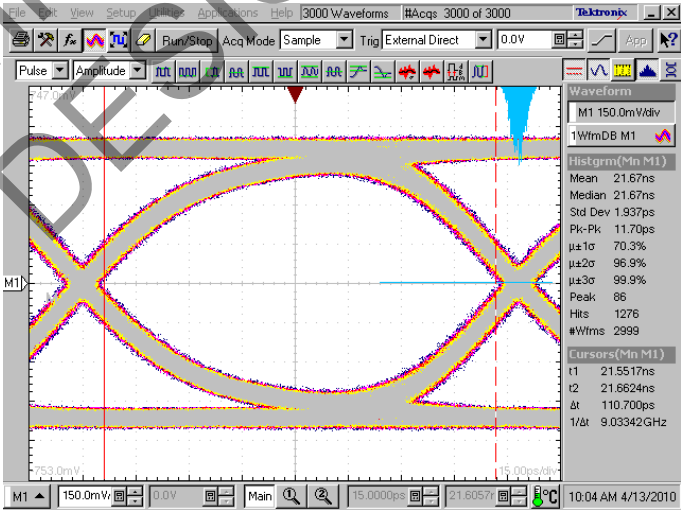 File Edit View Setup Utilities Applications Help 3000 Waveforms #Acqs 3000 of 3000 Tektronix
Run/Stop Acq Mode Sample Trig External Direct 0.0V App
Pulse Amplitude
747.0mV
Waveform
M1 150.0mV/div
1WfmDB M1
Histgrm(Mn M1)
Mean 21.67ns
Median 21.67ns
Std Dev 1.937ps
Pk-Pk 11.70ps
µ±1σ 70.3%
µ±2σ 96.9%
µ±3σ 99.9%
Peak 86
Hits 1276
#Wfms 2999
Cursors(Mn M1)
t1 21.5517ns
t2 21.6624ns
Δt 110.700ps
1/Δt 9.03342GHz
M1
753.0mV 15.00ps/div
M1 150.0mV/ 0.0V Main 15.0000ps 21.6057n °C 10:04 AM 4/13/2010
DESI